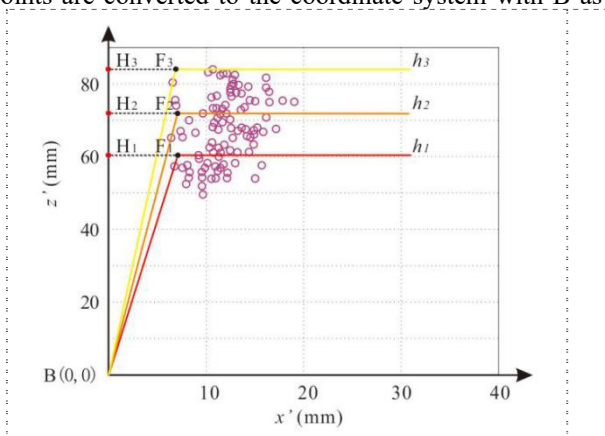 oints are converted to the coordinate system with B as
H3 F3 h3
80
H2 F2 h2
H1 F1 h1
60
z' (mm)
40
20
B (0, 0)
10 20 30 40
x' (mm)